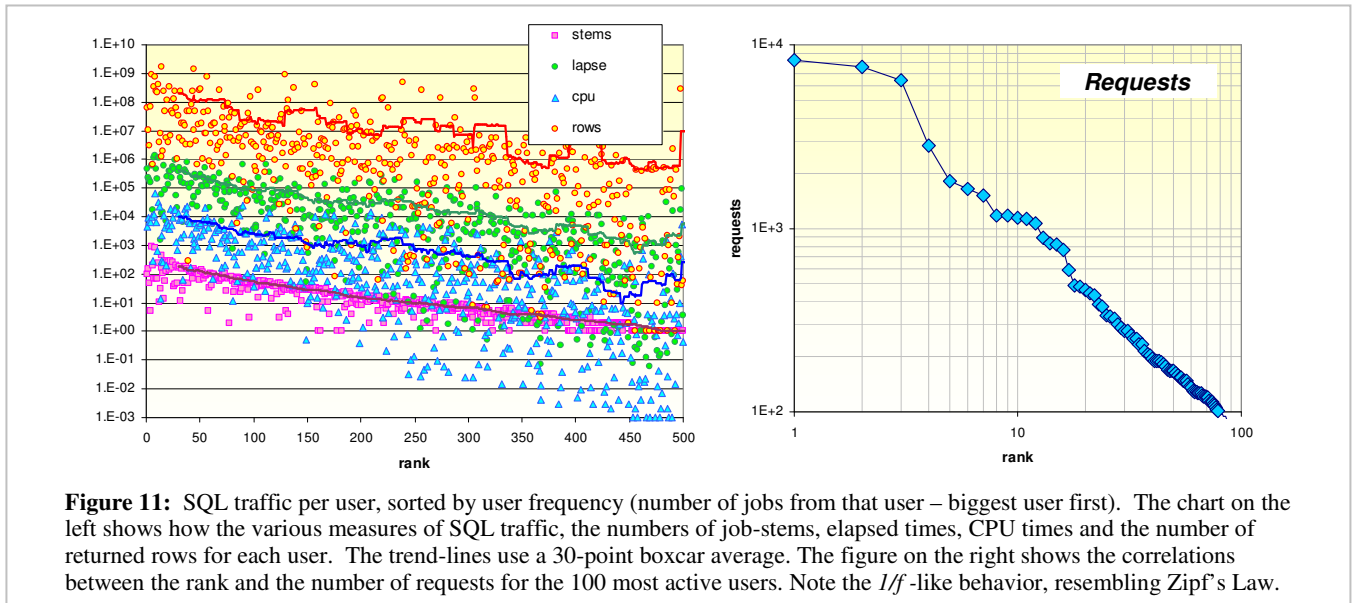 1.E+10
1.E+09
1.E+08
1.E+07
1.E+06
1.E+05
1.E+04
1.E+03
1.E+02
1.E+01
1.E+00
1.E-01
1.E-02
1.E-03
0 50 100 150 200 250 300 350 400 450 500
rank
stems
lapse
cpu
rows
1E+4
1E+3
1E+2
requests
Requests
1 10 100
rank
Figure 11: SQL traffic per user, sorted by user frequency (number of jobs from that user – biggest user first). The chart on the
left shows how the various measures of SQL traffic, the numbers of job-stems, elapsed times, CPU times and the number of
returned rows for each user. The trend-lines use a 30-point boxcar average. The figure on the right shows the correlations
between the rank and the number of requests for the 100 most active users. Note the 1/f -like behavior, resembling Zipf's Law.